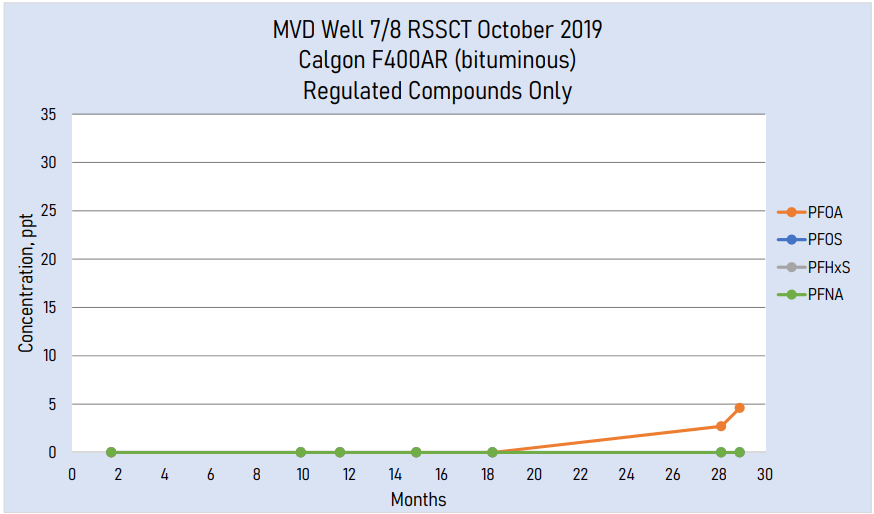 MVD Well 7/8 RSSCT October 2019
Calgon F400AR (bituminous)
Regulated Compounds Only
35
30
25
20
15
10
5
0
Concentration, ppt
0 2 4 6 8 10 12 14 16 18 20 22 24 26 28 30
Months
PFOA
PFOS
PFHxS
PFNA